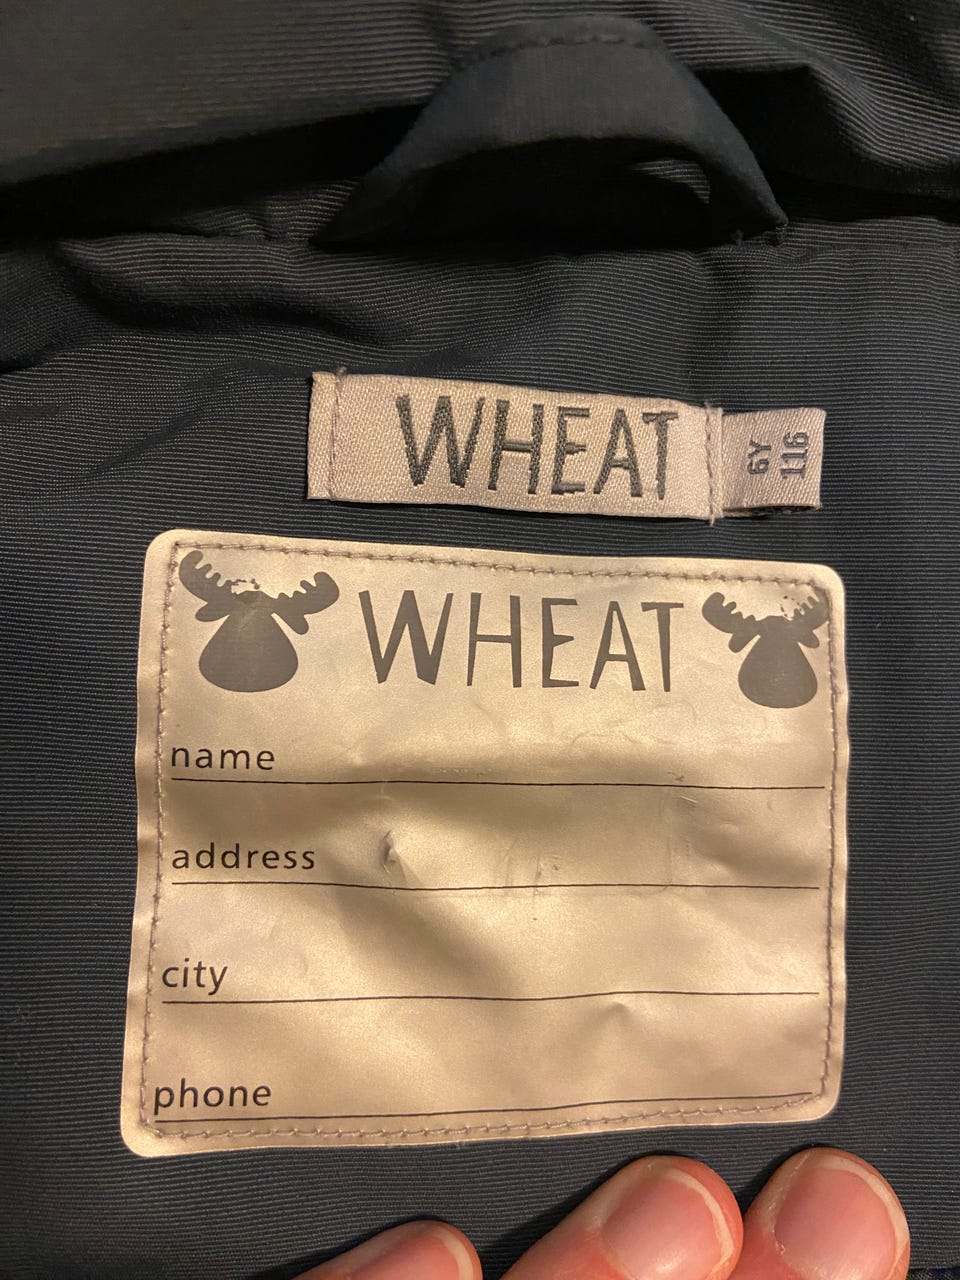 WHEAT
6Y
116
WHEAT
name
address
city
phone